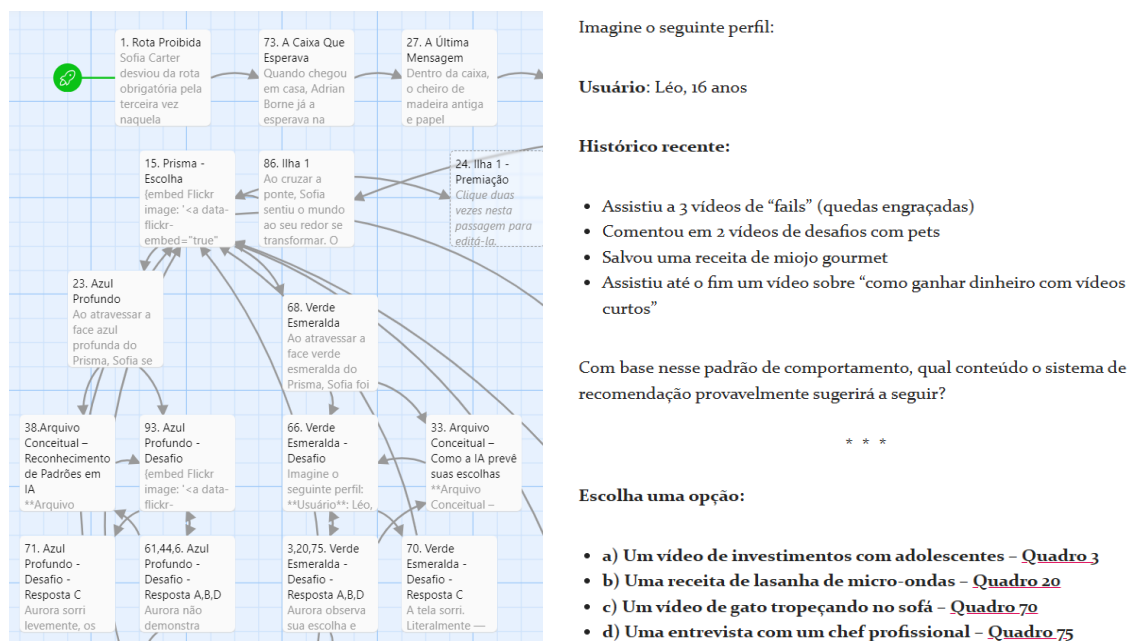 1. Rota Proibida
Sofia Carter
desviou da rota
obrigatória pela
terceira vez
naquela
73. A Caixa Que
Esperava
Quando chegou
em casa, Adrian
Borne já a
esperava na
27. A Última
Mensagem
Dentro da caixa,
o cheiro de
madeira antiga
e papel
15. Prisma -
Escolha
{embed Flickr
image: '<a data-
flickr-
embed="true"
86. Ilha 1
Ao cruzar a
ponte, Sofia
sentiu o mundo
ao seu redor se
transformar. O
24. Ilha 1 -
Premiação
Clique duas
vezes nesta
passagem para
editá-la.
23. Azul
Profundo
Ao atravessar a
face azul
profunda do
Prisma, Sofia se
68. Verde
Esmeralda
Ao atravessar a
face verde
esmeralda do
Prisma, Sofia foi
38.Arquivo
Conceitual –
Reconhecimento
de Padrões em
IA
**Arquivo
93. Azul
Profundo -
Desafio
{embed Flickr
image: '<a data-
flickr-
66. Verde
Esmeralda -
Desafio
Imagine o
seguinte perfil:
**Usuário**: Léo,
33. Arquivo
Conceitual –
Como a IA prevê
suas escolhas
**Arquivo
Conceitual –
71. Azul
Profundo -
Desafio -
Resposta C
Aurora sorri
levemente, os
61,44,6. Azul
Profundo -
Desafio -
Resposta A,B,D
Aurora não
demonstra
3,20,75. Verde
Esmeralda -
Desafio -
Resposta A,B,D
Aurora observa
sua escolha e
70. Verde
Esmeralda -
Desafio -
Resposta C
A tela sorri.
Literalmente —
Imagine o seguinte perfil:
Usuário: Léo, 16 anos
Histórico recente:
• Assistiu a 3 vídeos de “fails” (quedas engraçadas)
• Comentou em 2 vídeos de desafios com pets
• Salvou uma receita de miojo gourmet
• Assistiu até o fim um vídeo sobre “como ganhar dinheiro com vídeos
curtos”
Com base nesse padrão de comportamento, qual conteúdo o sistema de
recomendação provavelmente sugerirá a seguir?
* * *
Escolha uma opção:
• a) Um vídeo de investimentos com adolescentes – Quadro 3
• b) Uma receita de lasanha de micro-ondas – Quadro 20
• c) Um vídeo de gato tropeçando no sofá – Quadro 70
• d) Uma entrevista com um chef profissional – Quadro 75